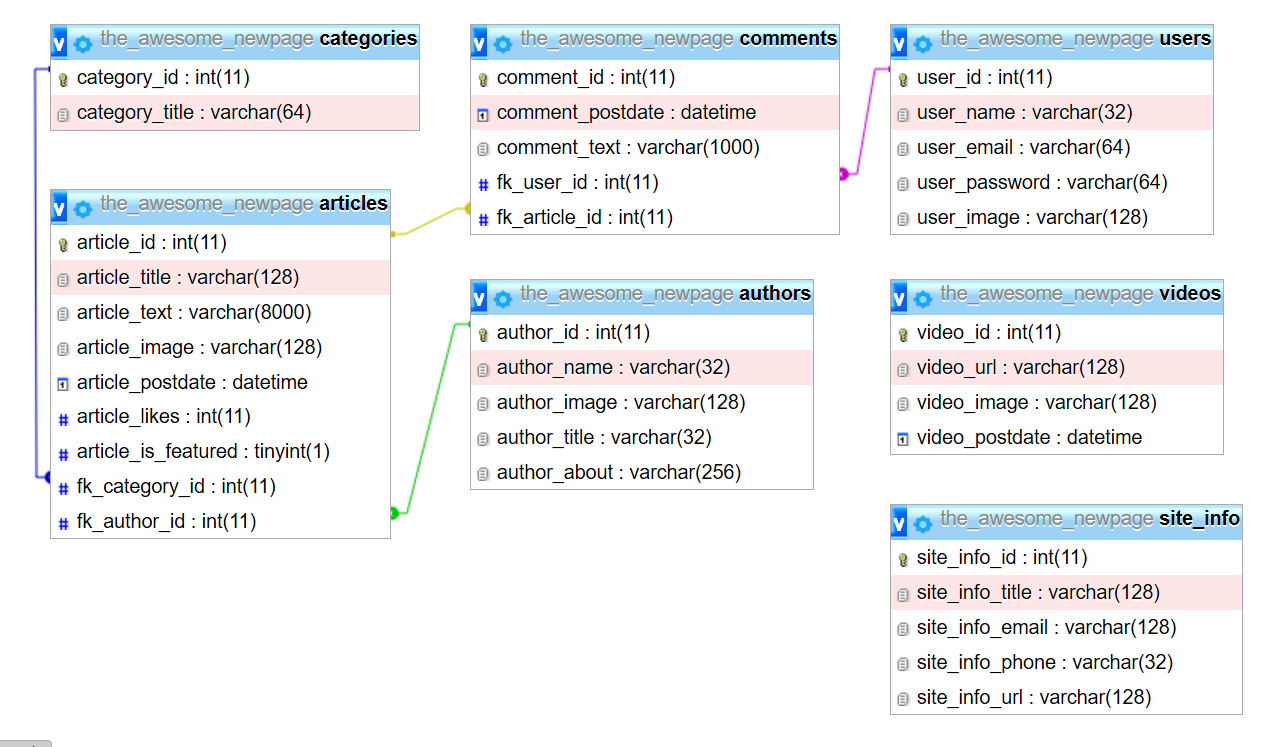 the_awesome_newpage categories
category_id : int(11)
category_title : varchar(64)
the_awesome_newpage comments
comment_id : int(11)
comment_postdate : datetime
comment_text : varchar(1000)
fk_user_id : int(11)
fk_article_id : int(11)
the_awesome_newpage users
user_id : int(11)
user_name : varchar(32)
user_email : varchar(64)
user_password : varchar(64)
user_image : varchar(128)
the_awesome_newpage articles
article_id : int(11)
article_title : varchar(128)
article_text : varchar(8000)
article_image : varchar(128)
article_postdate : datetime
article_likes : int(11)
article_is_featured : tinyint(1)
fk_category_id : int(11)
fk_author_id : int(11)
the_awesome_newpage authors
author_id : int(11)
author_name : varchar(32)
author_image : varchar(128)
author_title : varchar(32)
author_about : varchar(256)
the_awesome_newpage videos
video_id : int(11)
video_url : varchar(128)
video_image : varchar(128)
video_postdate : datetime
the_awesome_newpage site_info
site_info_id : int(11)
site_info_title : varchar(128)
site_info_email : varchar(128)
site_info_phone : varchar(32)
site_info_url : varchar(128)